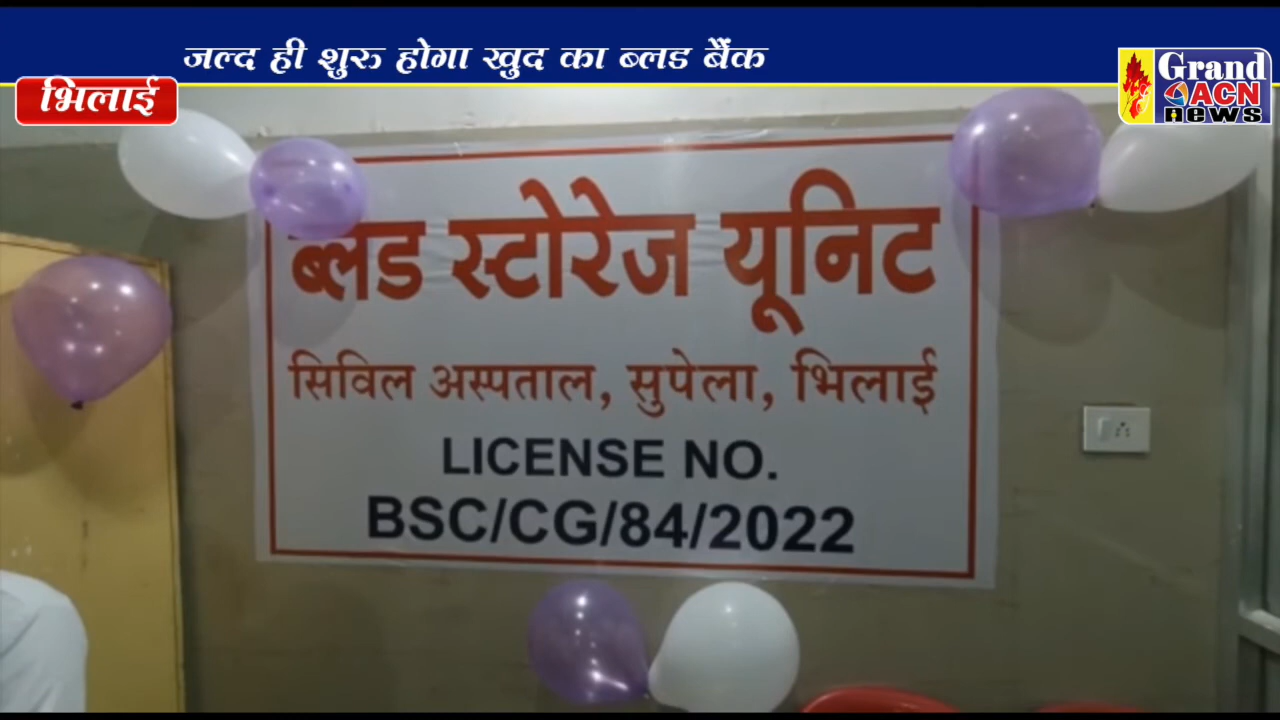 जल्द ही शुरू होगा खुद का ब्लड बैंक
भिलाई
Grand
ACN
news
ब्लड स्टोरेज यूनिट
सिविल अस्पताल, सुपेला, भिलाई
LICENSE NO.
BSC/CG/84/2022